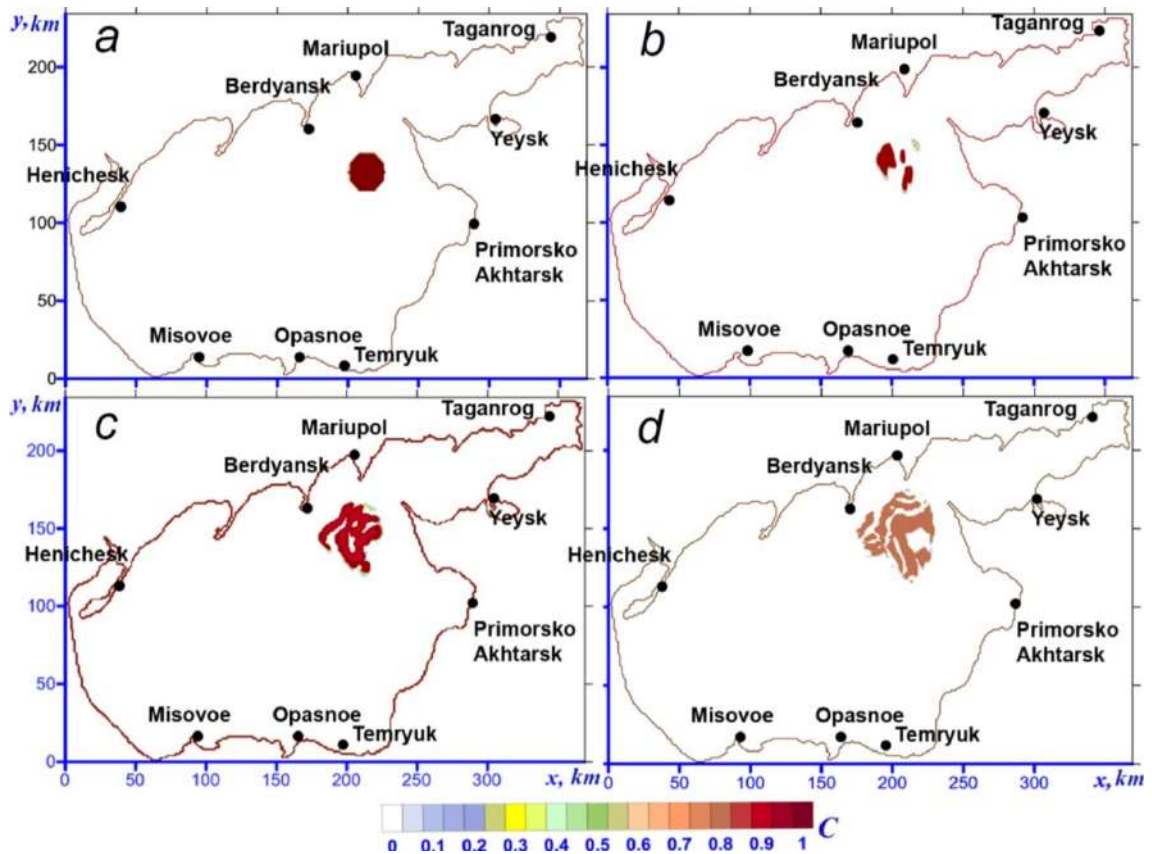 y, km
a
Taganrog
200
Mariupol
Berdyansk
150
Yeysk
Henichesk
100
Primorsko
Akhtarsk
50
Misovoe
Opasnoe
Temryuk
0
b
Taganrog
Mariupol
Berdyansk
Yeysk
Henichesk
Primorsko
Akhtarsk
Misovoe
Opasnoe
Temryuk
y, km
c
Taganrog
200
Mariupol
Berdyansk
150
Yeysk
Henichesk
100
Primorsko
Akhtarsk
50
Misovoe
Opasnoe
Temryuk
0
0 50 100 150 200 250 300 x, km
d
Taganrog
Mariupol
Berdyansk
Yeysk
Henichesk
Primorsko
Akhtarsk
Misovoe
Opasnoe
Temryuk
0 50 100 150 200 250 300 x, km
0 0.1 0.2 0.3 0.4 0.5 0.6 0.7 0.8 0.9 1 C